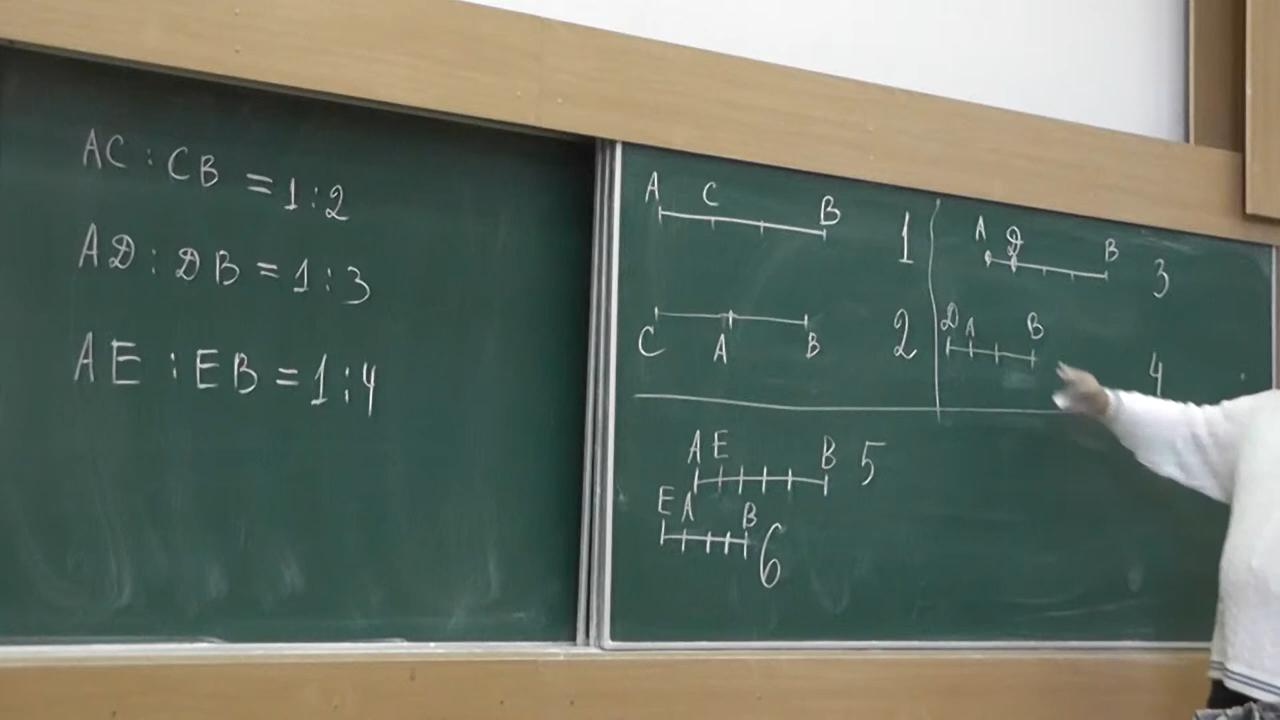 AC : CB = 1 : 2
AD : DB = 1 : 3
AE : EB = 1 : 4
A C B 1
C A B 2
A D B 3
D A B 4
A E B 5
E A B 6